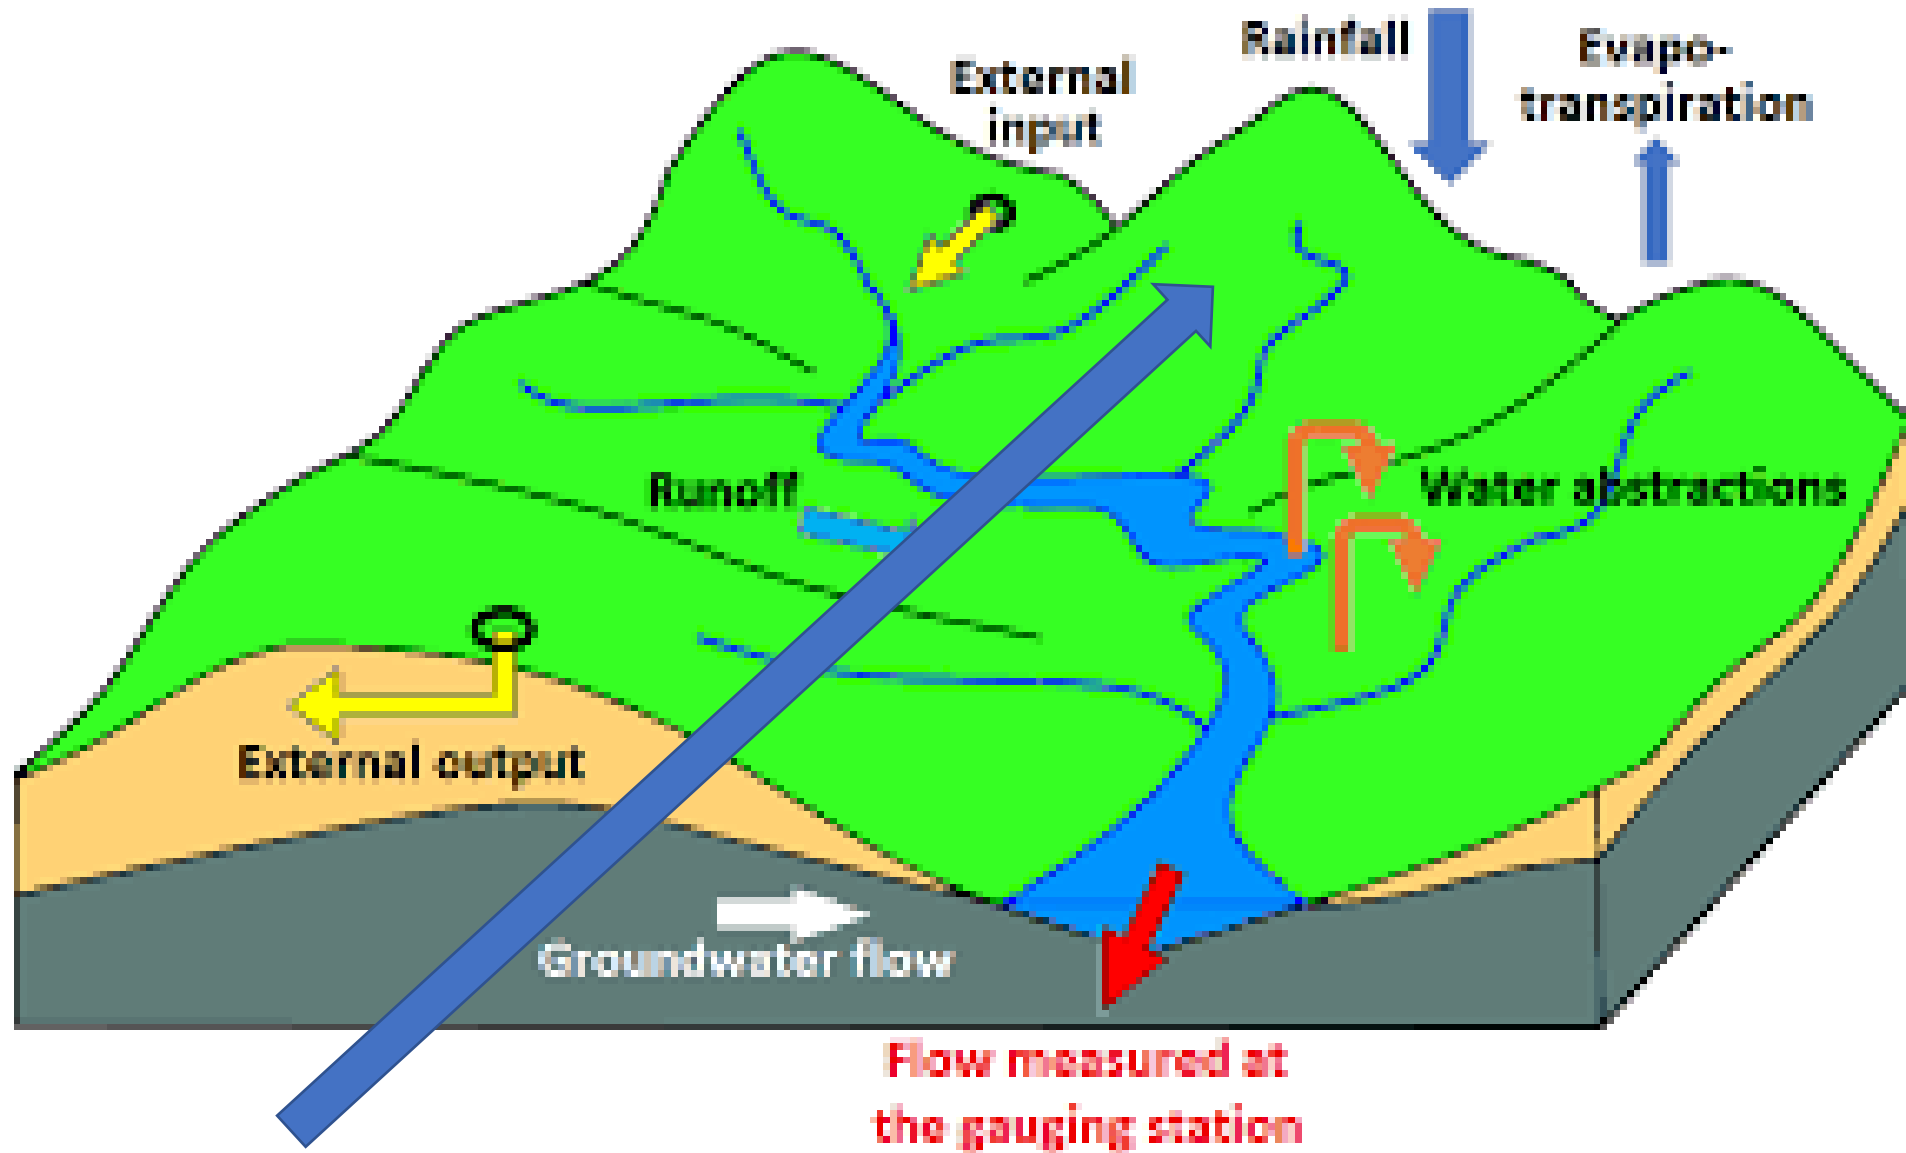 Rainfall
Evapo-
transpiration
External
input
Runoff
Water abstractions
External output
Groundwater flow
Flow measured at
the gauging station